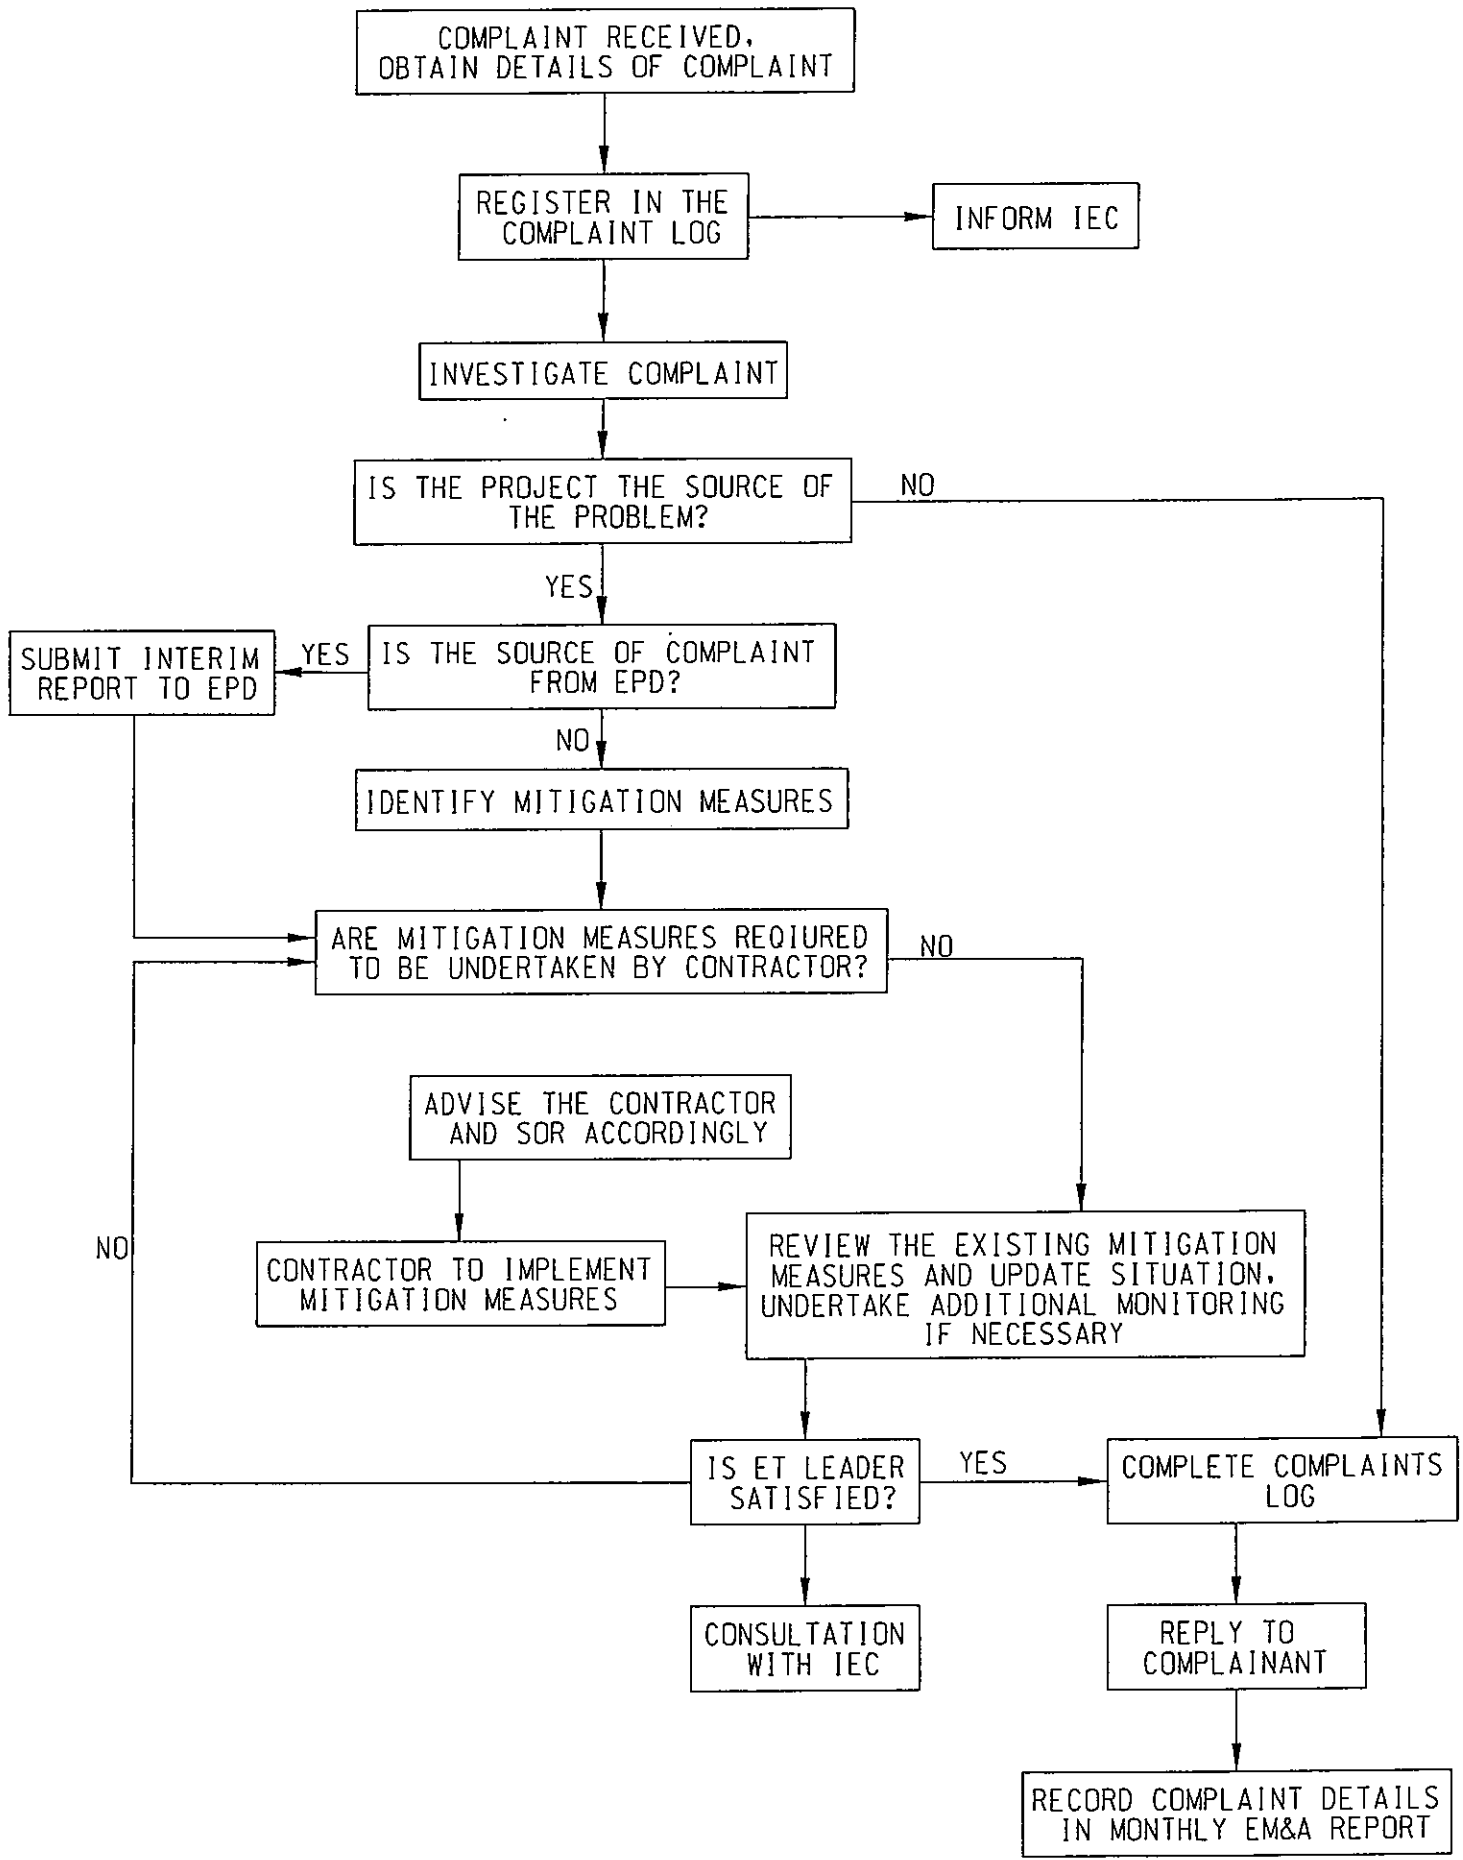 COMPLAINT RECEIVED,
OBTAIN DETAILS OF COMPLAINT
REGISTER IN THE
COMPLAINT LOG
INFORM IEC
INVESTIGATE COMPLAINT
IS THE PROJECT THE SOURCE OF
THE PROBLEM?
NO
YES
SUBMIT INTERIM
REPORT TO EPD
YES
IS THE SOURCE OF COMPLAINT
FROM EPD?
NO
IDENTIFY MITIGATION MEASURES
ARE MITIGATION MEASURES REQIURED
TO BE UNDERTAKEN BY CONTRACTOR?
NO
ADVISE THE CONTRACTOR
AND SOR ACCORDINGLY
NO
CONTRACTOR TO IMPLEMENT
MITIGATION MEASURES
REVIEW THE EXISTING MITIGATION
MEASURES AND UPDATE SITUATION,
UNDERTAKE ADDITIONAL MONITORING
IF NECESSARY
IS ET LEADER
SATISFIED?
YES
COMPLETE COMPLAINTS
LOG
CONSULTATION
WITH IEC
REPLY TO
COMPLAINANT
RECORD COMPLAINT DETAILS
IN MONTHLY EM&A REPORT